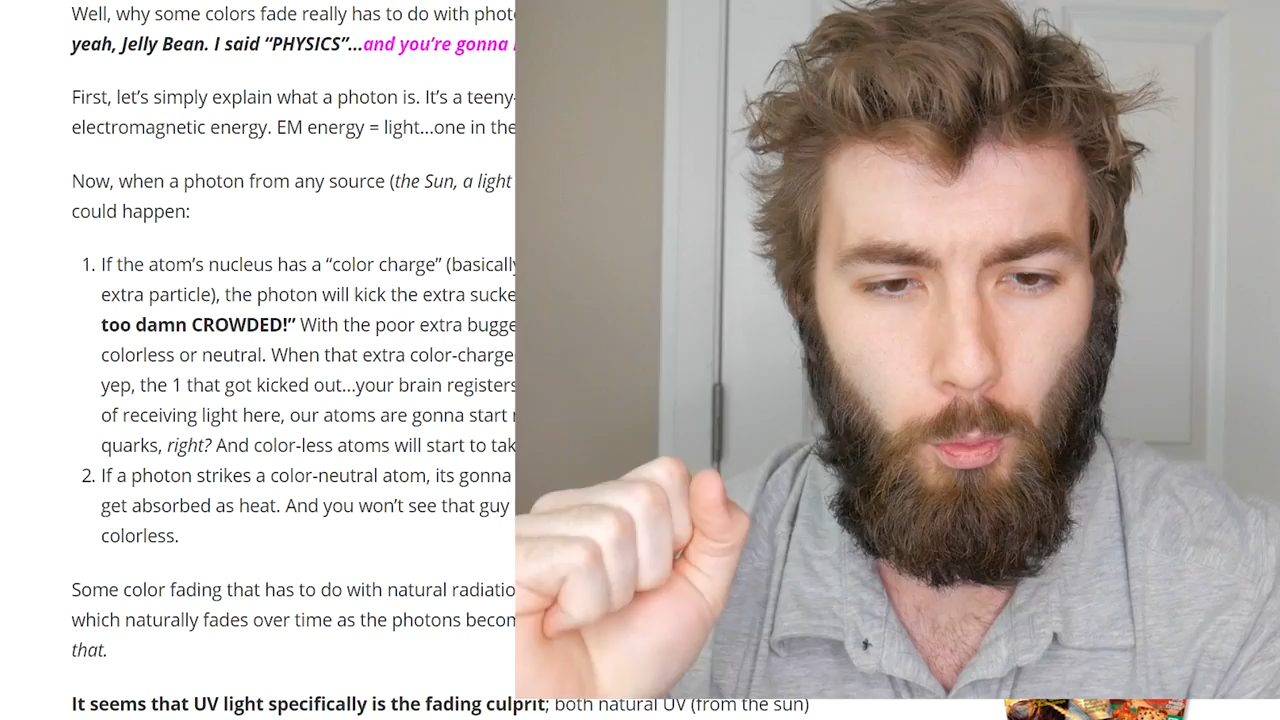 Well, why some colors fade really has to do with phot
yeah, Jelly Bean. I said “PHYSICS”...and you’re gonna
First, let’s simply explain what a photon is. It’s a teeny-
electromagnetic energy. EM energy = light...one in the
Now, when a photon from any source (the Sun, a light
could happen:
1. If the atom’s nucleus has a “color charge” (basically
extra particle), the photon will kick the extra sucke
too damn CROWDED!” With the poor extra bugge
colorless or neutral. When that extra color-charge
yep, the 1 that got kicked out...your brain registers
of receiving light here, our atoms are gonna start
quarks, right? And color-less atoms will start to tak
2. If a photon strikes a color-neutral atom, its gonna
get absorbed as heat. And you won’t see that guy
colorless.
Some color fading that has to do with natural radiatio
which naturally fades over time as the photons becom
that.
It seems that UV light specifically is the fading culprit; both natural UV (from the sun)